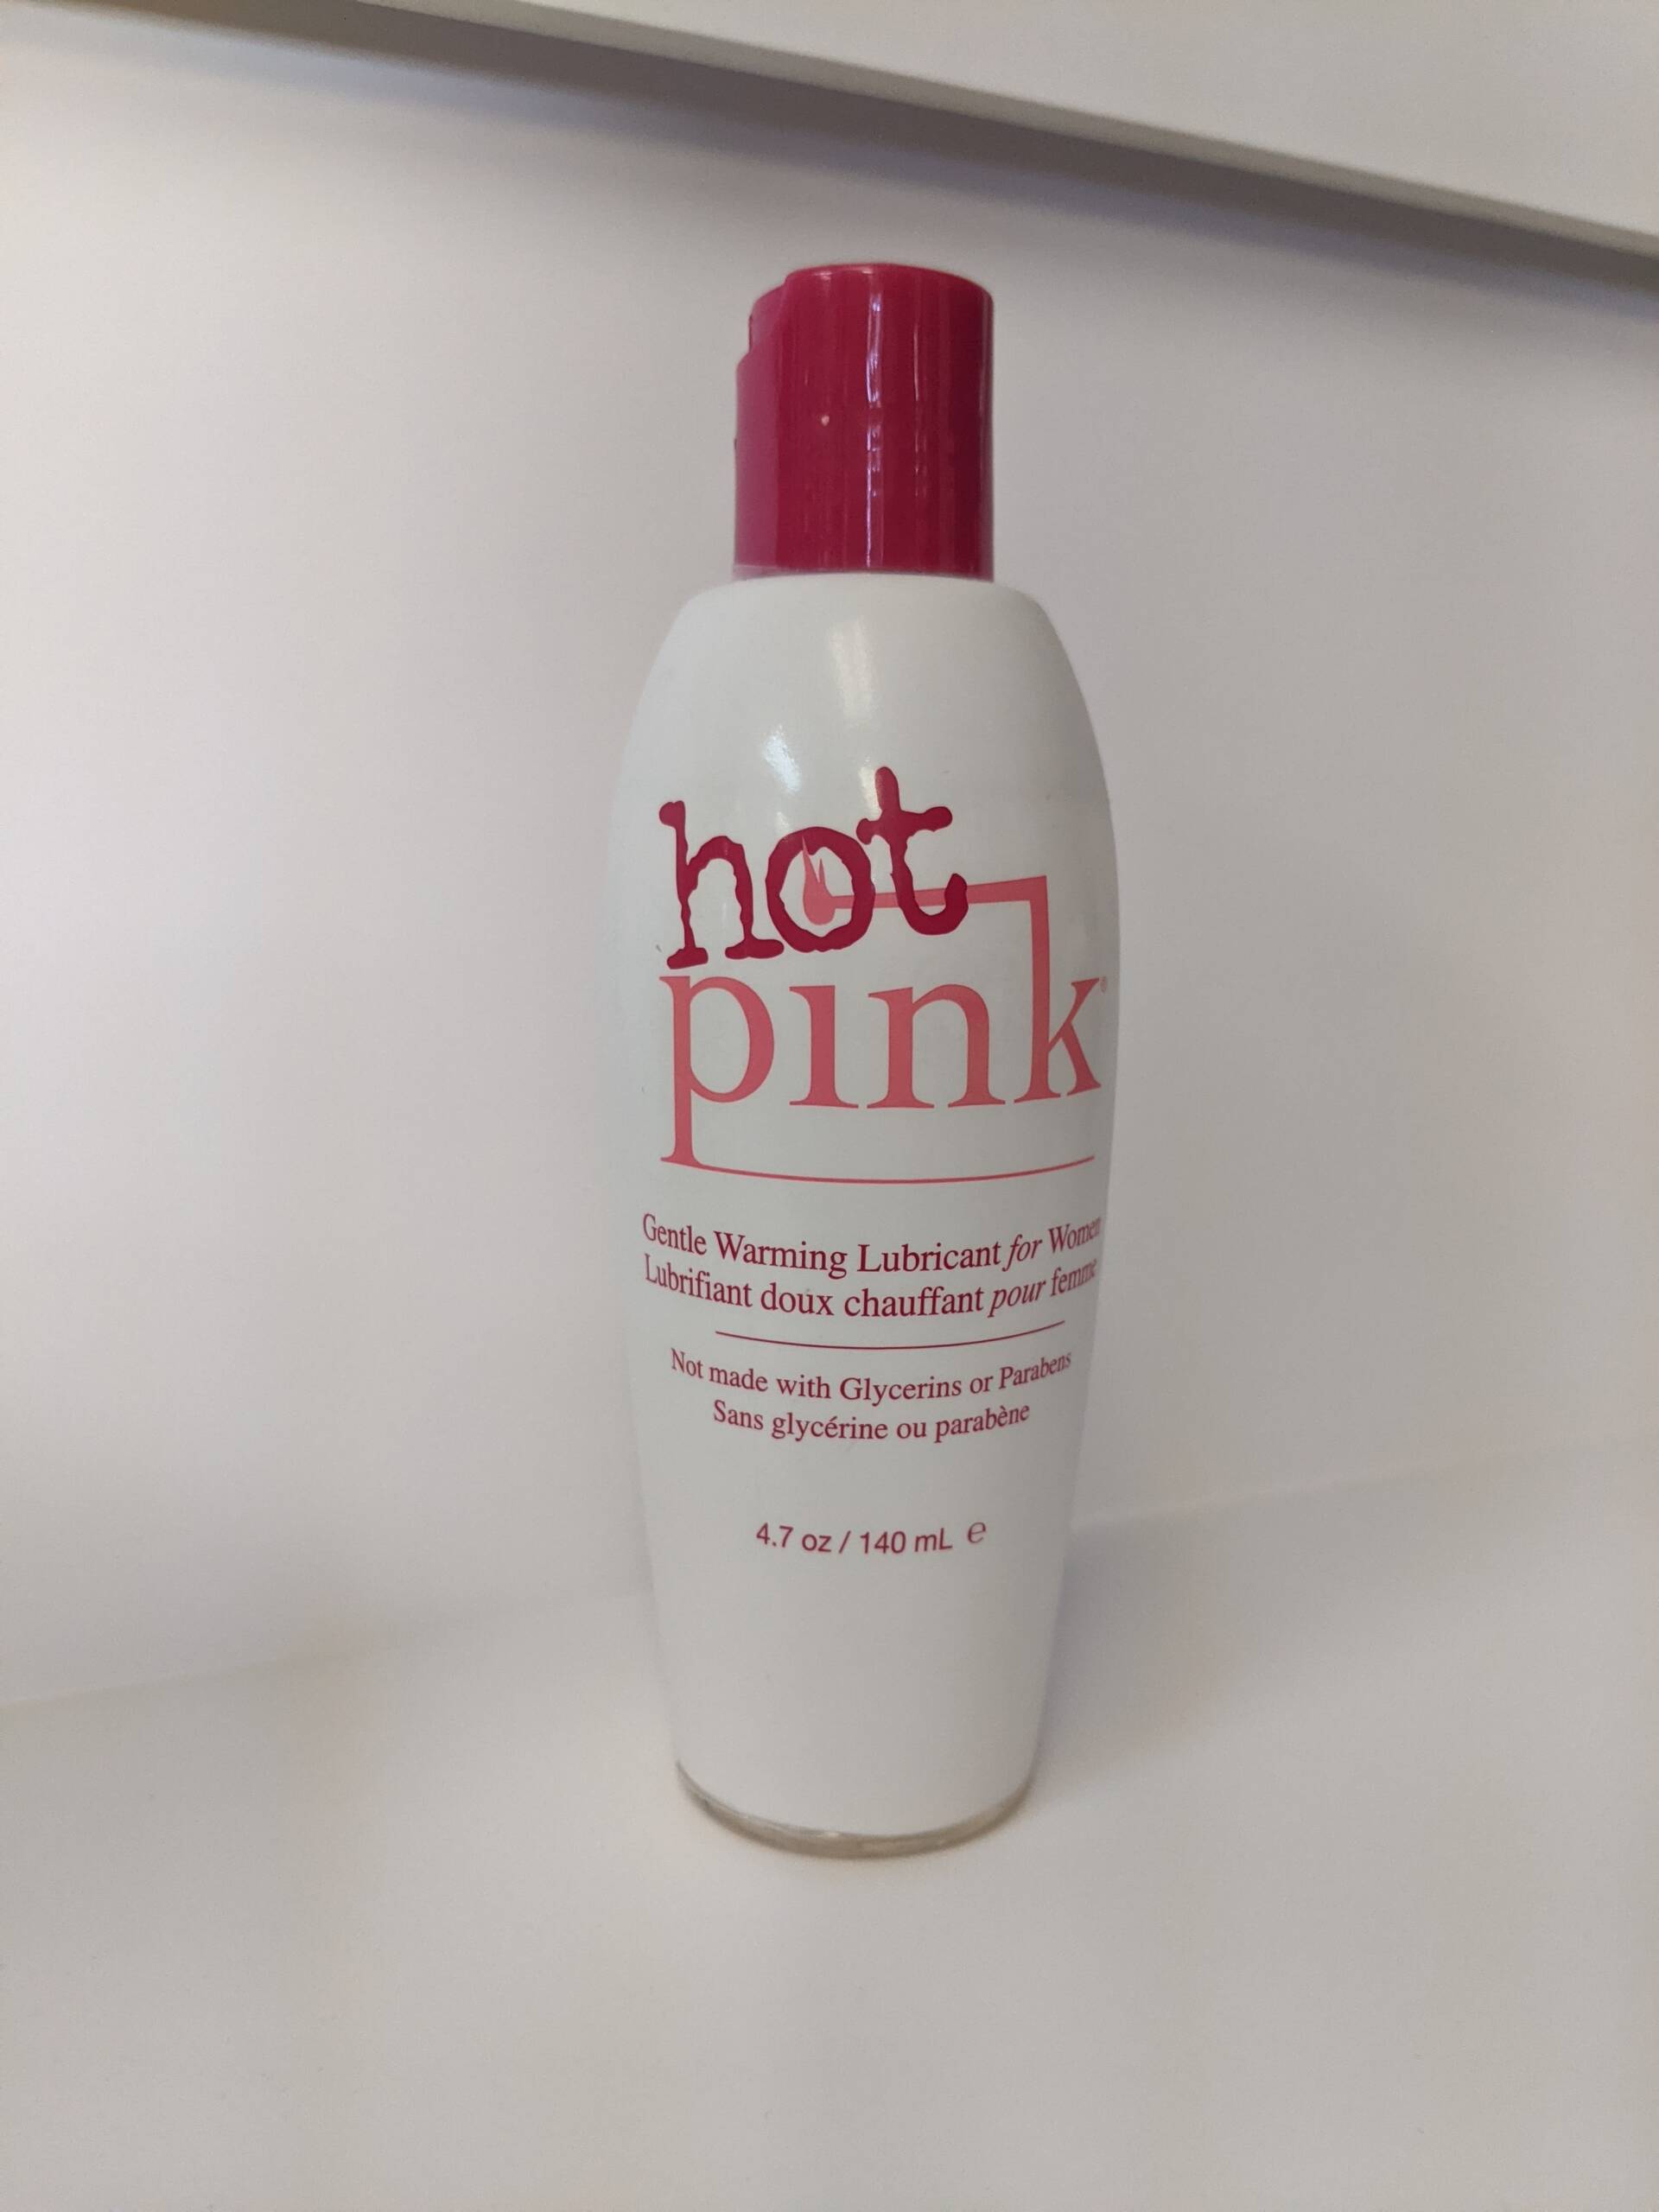 hot
pink®
Gentle Warming Lubricant for Women
Lubrifiant doux chauffant pour femme
Not made with Glycerins or Parabens
Sans glycérine ou parabène
4.7 oz / 140 mL ℮